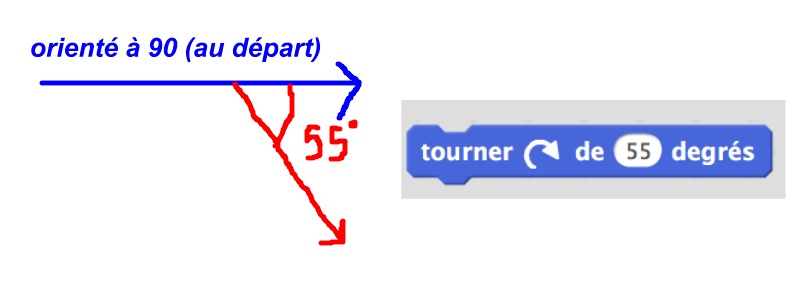 orienté à 90 (au départ)
55°
tourner de 55 degrés